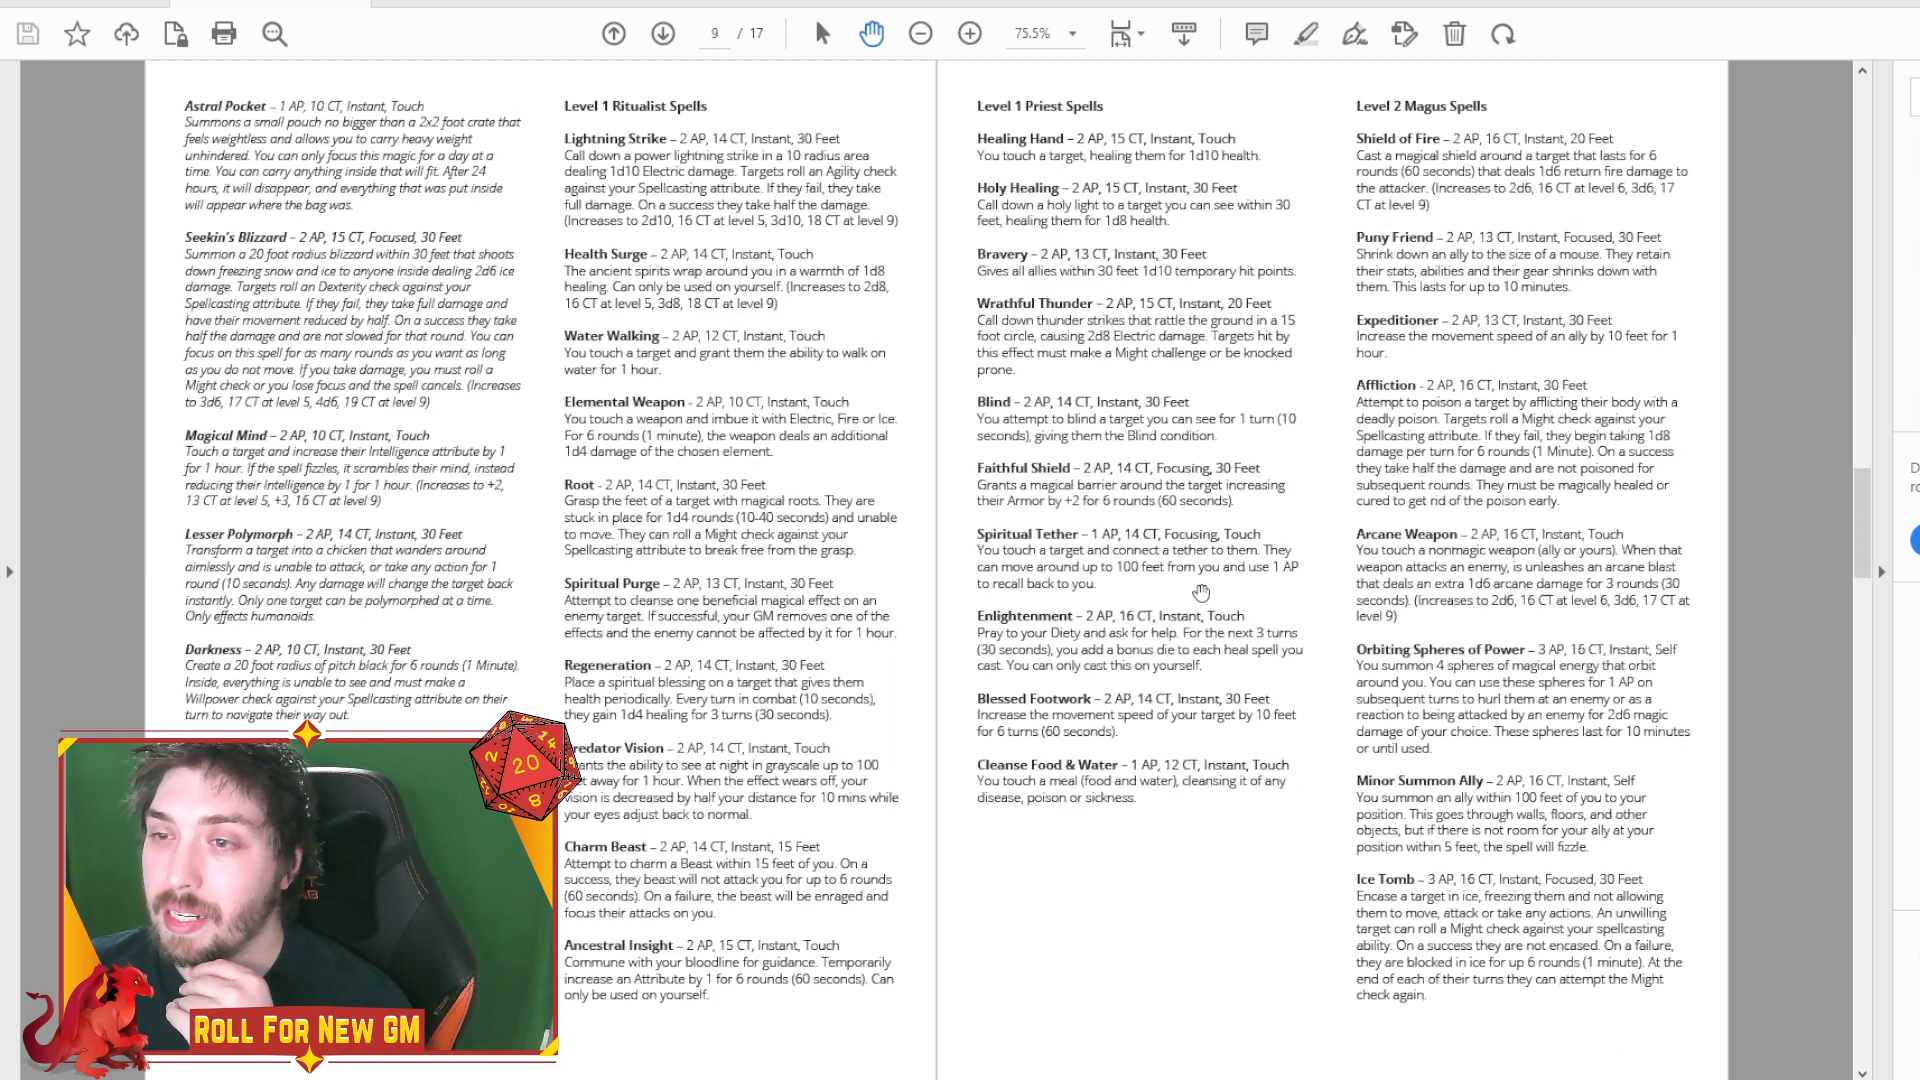 9 / 17
75.5%
Astral Pocket – 1 AP, 10 CT, Instant, Touch
Summons a small pouch no bigger than a 2x2 foot crate that
feels weightless and allows you to carry heavy weight
unhindered. You can only focus this magic for a day at a
time. You can carry anything inside that will fit. After 24
hours, it will disappear, and everything that was put inside
will appear where the bag was.
Seekin's Blizzard – 2 AP, 15 CT, Focused, 30 Feet
Summon a 20 foot radius blizzard within 30 feet that shoots
down freezing snow and ice to anyone inside dealing 2d6 ice
damage. Targets roll an Dexterity check against your
Spellcasting attribute. If they fail, they take full damage and
have their movement reduced by half. On a success they take
half the damage and are not slowed for that round. You can
focus on this spell for as many rounds as you want as long
as you do not move. If you take damage, you must roll a
Might check or you lose focus and the spell cancels. (Increases
to 3d6, 17 CT at level 5, 4d6, 19 CT at level 9)
Magical Mind – 2 AP, 10 CT, Instant, Touch
Touch a target and increase their Intelligence attribute by 1
for 1 hour. If the spell fizzles, it scrambles their mind, instead
reducing their Intelligence by 1 for 1 hour. (Increases to +2,
13 CT at level 5, +3, 16 CT at level 9)
Lesser Polymorph – 2 AP, 14 CT, Instant, 30 Feet
Transform a target into a chicken that wanders around
aimlessly and is unable to attack, or take any action for 1
round (10 seconds). Any damage will change the target back
instantly. Only one target can be polymorphed at a time.
Only effects humanoids.
Darkness – 2 AP, 10 CT, Instant, 30 Feet
Create a 20 foot radius of pitch black for 6 rounds (1 Minute).
Inside, everything is unable to see and must make a
Willpower check against your Spellcasting attribute on their
turn to navigate their way out.
Level 1 Ritualist Spells
Lightning Strike – 2 AP, 14 CT, Instant, 30 Feet
Call down a power lightning strike in a 10 radius area
dealing 1d10 Electric damage. Targets roll an Agility check
against your Spellcasting attribute. If they fail, they take
full damage. On a success they take half the damage.
(Increases to 2d10, 16 CT at level 5, 3d10, 18 CT at level 9)
Health Surge – 2 AP, 14 CT, Instant, Touch
The ancient spirits wrap around you in a warmth of 1d8
healing. Can only be used on yourself. (Increases to 2d8,
16 CT at level 5, 3d8, 18 CT at level 9)
Water Walking – 2 AP, 12 CT, Instant, Touch
You touch a target and grant them the ability to walk on
water for 1 hour.
Elemental Weapon - 2 AP, 10 CT, Instant, Touch
You touch a weapon and imbue it with Electric, Fire or Ice.
For 6 rounds (1 minute), the weapon deals an additional
1d4 damage of the chosen element.
Root - 2 AP, 14 CT, Instant, 30 Feet
Grasp the feet of a target with magical roots. They are
stuck in place for 1d4 rounds (10-40 seconds) and unable
to move. They can roll a Might check against your
Spellcasting attribute to break free from the grasp.
Spiritual Purge – 2 AP, 13 CT, Instant, 30 Feet
Attempt to cleanse one beneficial magical effect on an
enemy target. If successful, your GM removes one of the
effects and the enemy cannot be affected by it for 1 hour.
Regeneration – 2 AP, 14 CT, Instant, 30 Feet
Place a spiritual blessing on a target that gives them
health periodically. Every turn in combat (10 seconds),
they gain 1d4 healing for 3 turns (30 seconds).
redator Vision – 2 AP, 14 CT, Instant, Touch
ants the ability to see at night in grayscale up to 100
et away for 1 hour. When the effect wears off, your
vision is decreased by half your distance for 10 mins while
your eyes adjust back to normal.
Charm Beast – 2 AP, 14 CT, Instant, 15 Feet
Attempt to charm a Beast within 15 feet of you. On a
success, they beast will not attack you for up to 6 rounds
(60 seconds). On a failure, the beast will be enraged and
focus their attacks on you.
Ancestral Insight – 2 AP, 15 CT, Instant, Touch
Commune with your bloodline for guidance. Temporarily
increase an Attribute by 1 for 6 rounds (60 seconds). Can
only be used on yourself.
Level 1 Priest Spells
Healing Hand – 2 AP, 15 CT, Instant, Touch
You touch a target, healing them for 1d10 health.
Holy Healing – 2 AP, 15 CT, Instant, 30 Feet
Call down a holy light to a target you can see within 30
feet, healing them for 1d8 health.
Bravery – 2 AP, 13 CT, Instant, 30 Feet
Gives all allies within 30 feet 1d10 temporary hit points.
Wrathful Thunder – 2 AP, 15 CT, Instant, 20 Feet
Call down thunder strikes that rattle the ground in a 15
foot circle, causing 2d8 Electric damage. Targets hit by
this effect must make a Might challenge or be knocked
prone.
Blind – 2 AP, 14 CT, Instant, 30 Feet
You attempt to blind a target you can see for 1 turn (10
seconds), giving them the Blind condition.
Faithful Shield – 2 AP, 14 CT, Focusing, 30 Feet
Grants a magical barrier around the target increasing
their Armor by +2 for 6 rounds (60 seconds).
Spiritual Tether – 1 AP, 14 CT, Focusing, Touch
You touch a target and connect a tether to them. They
can move around up to 100 feet from you and use 1 AP
to recall back to you.
Enlightenment – 2 AP, 16 CT, Instant, Touch
Pray to your Diety and ask for help. For the next 3 turns
(30 seconds), you add a bonus die to each heal spell you
cast. You can only cast this on yourself.
Blessed Footwork – 2 AP, 14 CT, Instant, 30 Feet
Increase the movement speed of your target by 10 feet
for 6 turns (60 seconds).
Cleanse Food & Water – 1 AP, 12 CT, Instant, Touch
You touch a meal (food and water), cleansing it of any
disease, poison or sickness.
Level 2 Magus Spells
Shield of Fire – 2 AP, 16 CT, Instant, 20 Feet
Cast a magical shield around a target that lasts for 6
rounds (60 seconds) that deals 1d6 return fire damage to
the attacker. (Increases to 2d6, 16 CT at level 6, 3d6, 17
CT at level 9)
Puny Friend – 2 AP, 13 CT, Instant, Focused, 30 Feet
Shrink down an ally to the size of a mouse. They retain
their stats, abilities and their gear shrinks down with
them. This lasts for up to 10 minutes.
Expeditioner – 2 AP, 13 CT, Instant, 30 Feet
Increase the movement speed of an ally by 10 feet for 1
hour.
Affliction - 2 AP, 16 CT, Instant, 30 Feet
Attempt to poison a target by afflicting their body with a
deadly poison. Targets roll a Might check against your
Spellcasting attribute. If they fail, they begin taking 1d8
damage per turn for 6 rounds (1 Minute). On a success
they take half the damage and are not poisoned for
subsequent rounds. They must be magically healed or
cured to get rid of the poison early.
Arcane Weapon – 2 AP, 16 CT, Instant, Touch
You touch a nonmagic weapon (ally or yours). When that
weapon attacks an enemy, is unleashes an arcane blast
that deals an extra 1d6 arcane damage for 3 rounds (30
seconds). (Increases to 2d6, 16 CT at level 6, 3d6, 17 CT at
level 9)
Orbiting Spheres of Power – 3 AP, 16 CT, Instant, Self
You summon 4 spheres of magical energy that orbit
around you. You can use these spheres for 1 AP on
subsequent turns to hurl them at an enemy or as a
reaction to being attacked by an enemy for 2d6 magic
damage of your choice. These spheres last for 10 minutes
or until used.
Minor Summon Ally – 2 AP, 16 CT, Instant, Self
You summon an ally within 100 feet of you to your
position. This goes through walls, floors, and other
objects, but if there is not room for your ally at your
position within 5 feet, the spell will fizzle.
Ice Tomb – 3 AP, 16 CT, Instant, Focused, 30 Feet
Encase a target in ice, freezing them and not allowing
them to move, attack or take any actions. An unwilling
target can roll a Might check against your spellcasting
ability. On a success they are not encased. On a failure,
they are blocked in ice for up 6 rounds (1 minute). At the
end of each of their turns they can attempt the Might
check again.
20
14
2
8
ROLL FOR NEW GM